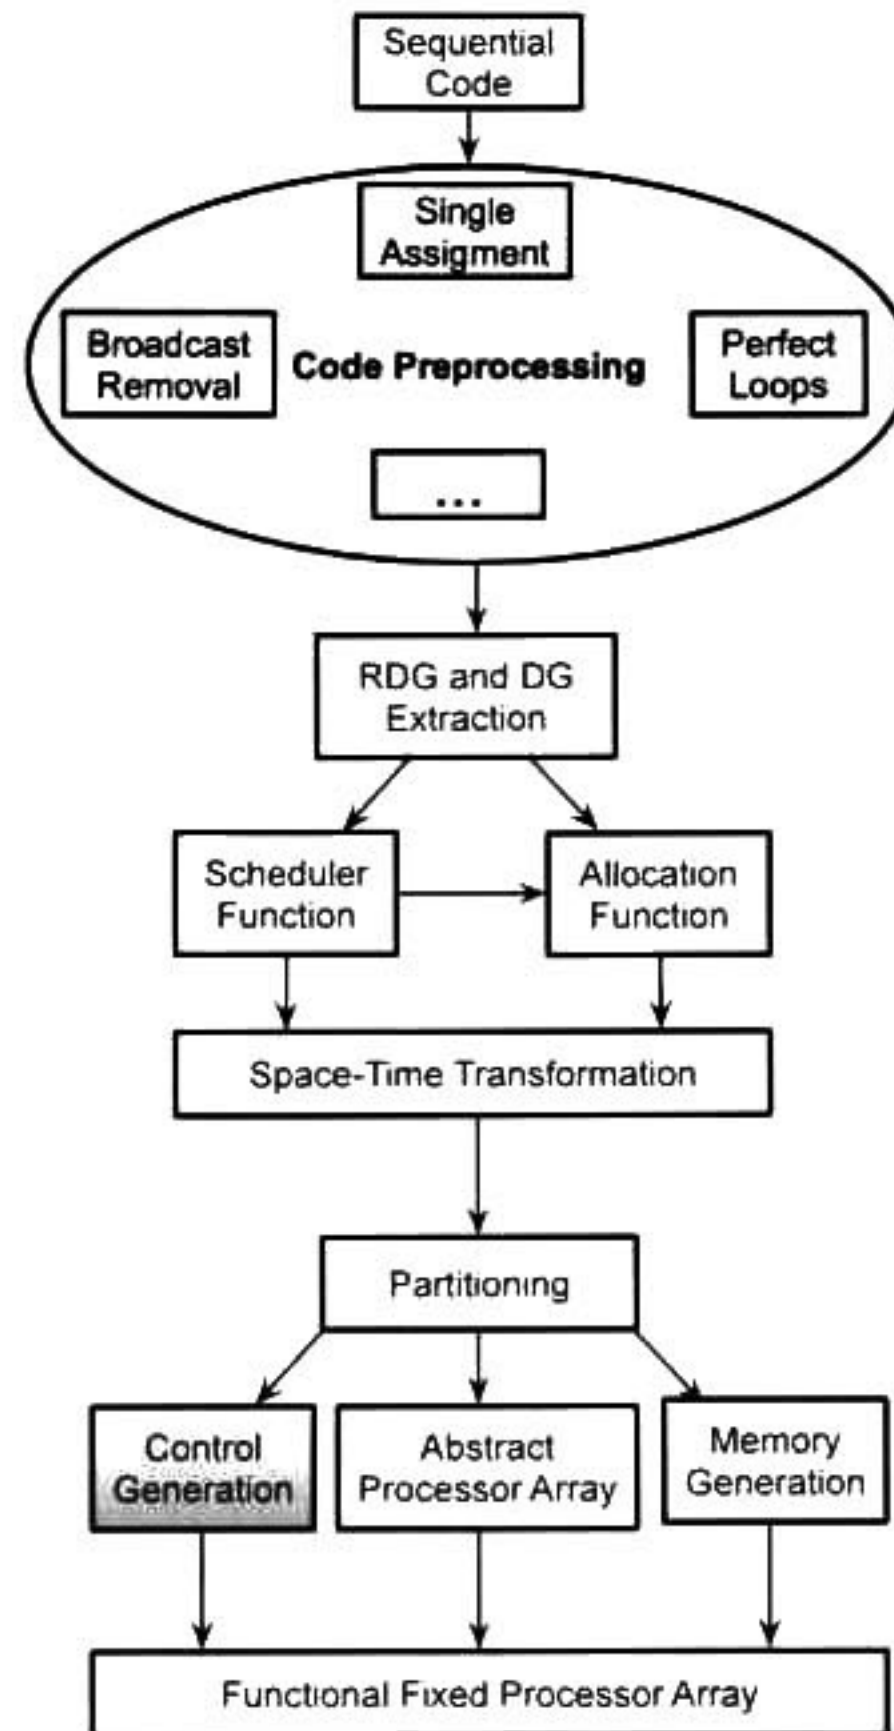 Sequential
Code
Single
Assigment
Broadcast
Removal
Code Preprocessing
Perfect
Loops
...
RDG and DG
Extraction
Scheduler
Function
Allocation
Function
Space-Time Transformation
Partitioning
Control
Generation
Abstract
Processor Array
Memory
Generation
Functional Fixed Processor Array